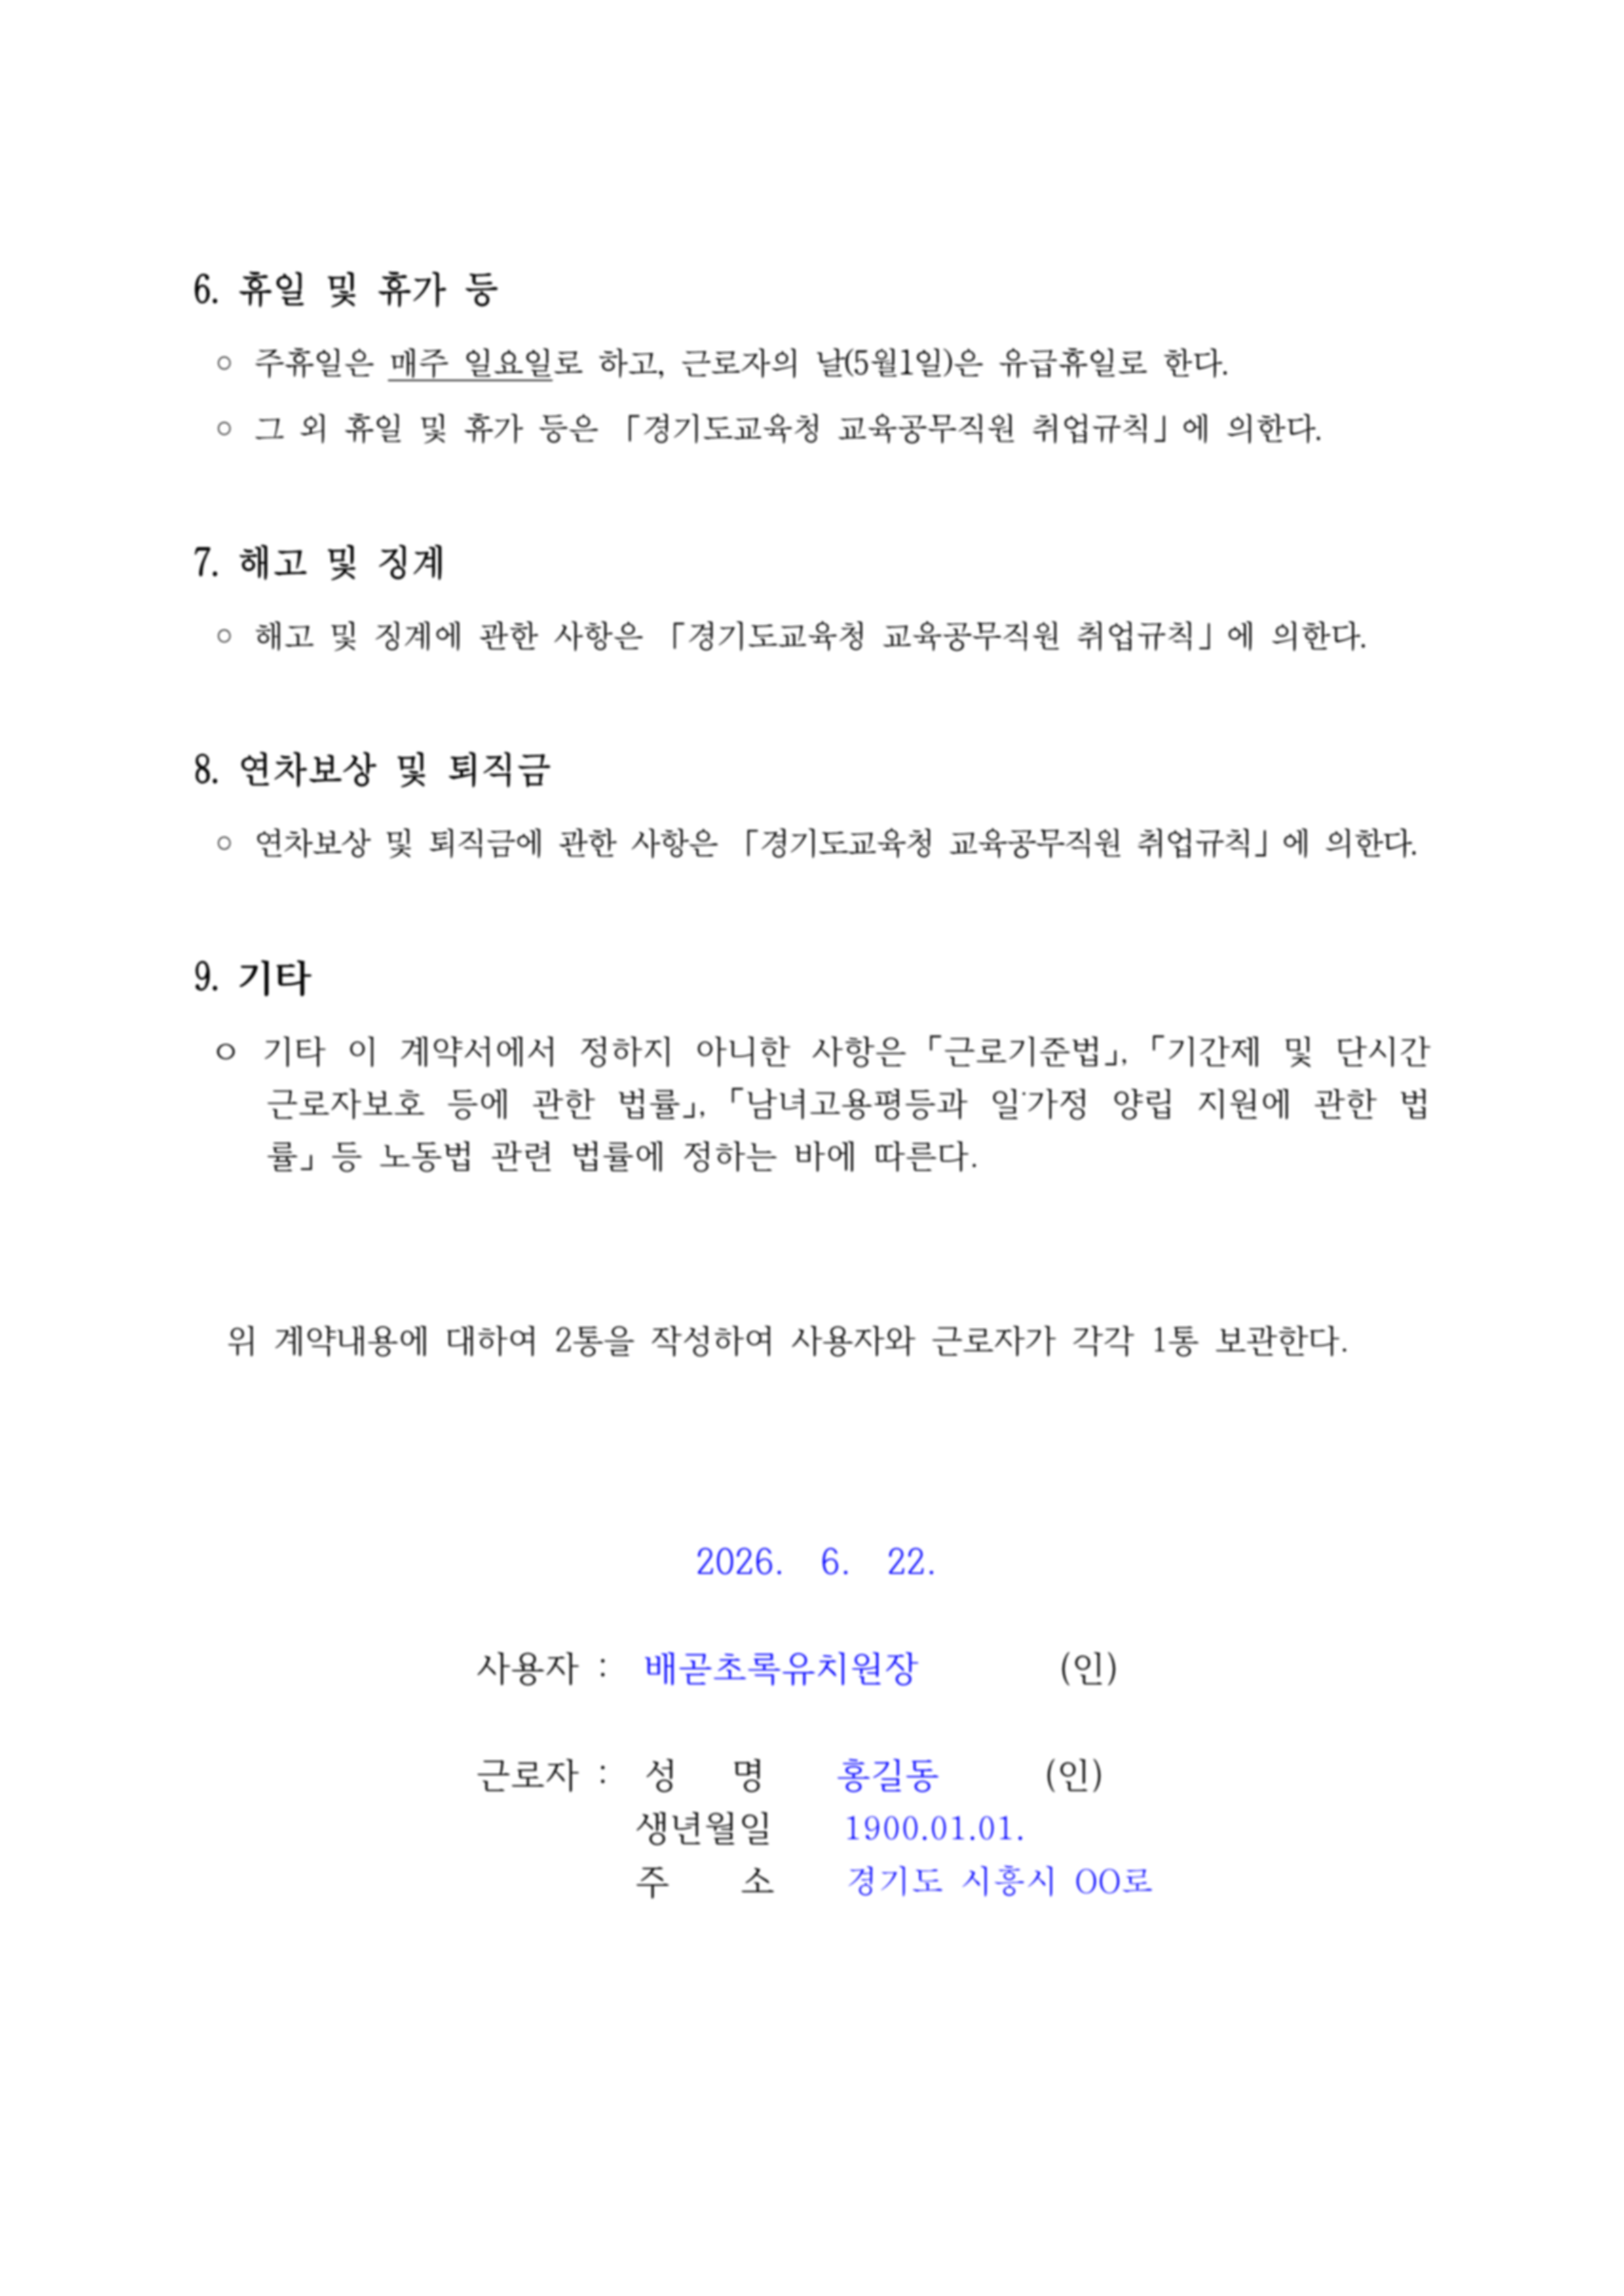 6. 휴일 및 휴가 등
○ 주휴일은 매주 일요일로 하고, 근로자의 날(5월1일)은 유급휴일로 한다.
○ 그 외 휴일 및 휴가 등은 「경기도교육청 교육공무직원 취업규칙」에 의한다.
7. 해고 및 징계
○ 해고 및 징계에 관한 사항은 「경기도교육청 교육공무직원 취업규칙」에 의한다.
8. 연차보상 및 퇴직금
○ 연차보상 및 퇴직금에 관한 사항은 「경기도교육청 교육공무직원 취업규칙」에 의한다.
9. 기타
ㅇ 기타 이 계약서에서 정하지 아니한 사항은「근로기준법」,「기간제 및 단시간
근로자보호 등에 관한 법률」,「남녀고용평등과 일·가정 양립 지원에 관한 법
률」등 노동법 관련 법률에 정하는 바에 따른다.
위 계약내용에 대하여 2통을 작성하여 사용자와 근로자가 각각 1통 보관한다.
2026. 6. 22.
사용자 : 배곧초록유치원장 (인)
근로자 : 성 명 홍길동 (인)
생년월일 1900.01.01.
주 소 경기도 시흥시 OO로